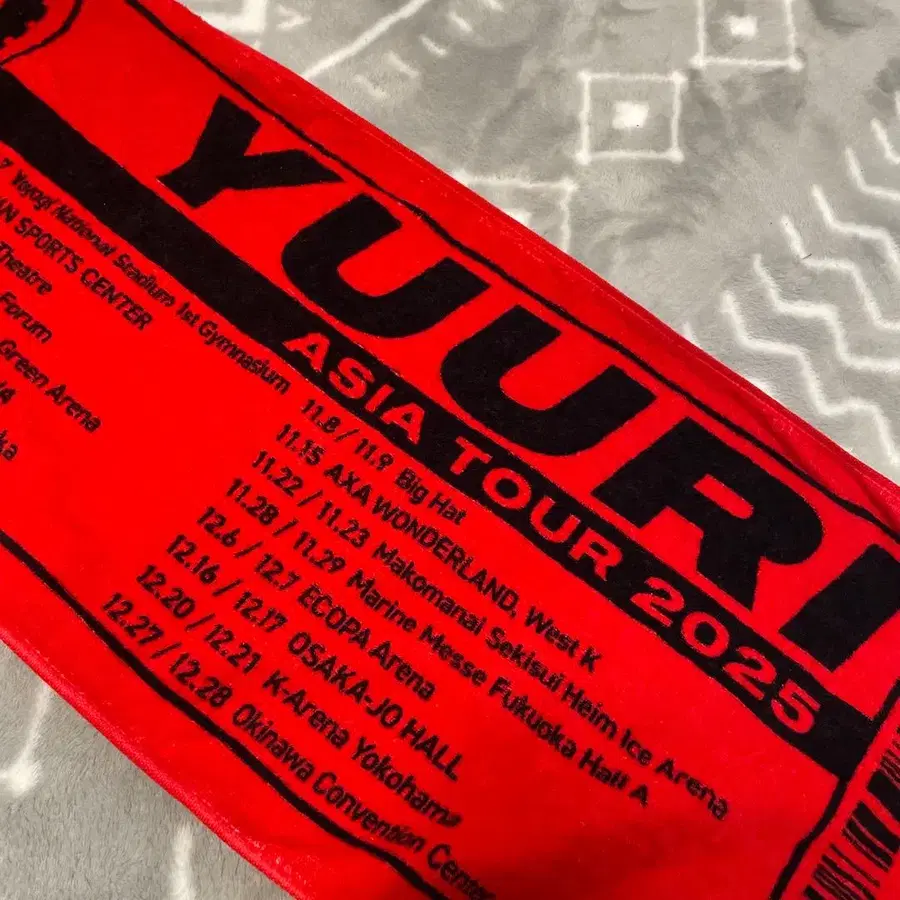 YUURI
ASIA TOUR 2025
7 Yoyogi National Stadium 1st Gymnasium
AN SPORTS CENTER
Theatre
Forum
Green Arena
/4
ka
11.8 / 11.9 Big Hat
11.15 AXA WONDERLAND, West K
11.22 / 11.23 Makomanai Sekisui Heim Ice Arena
11.28 / 11.29 Marine Messe Fukuoka Hall A
12.6 / 12.7 ECOPA Arena
12.16 / 12.17 OSAKA-JO HALL
12.20 / 12.21 K-Arena Yokohama
12.27 / 12.28 Okinawa Convention Center